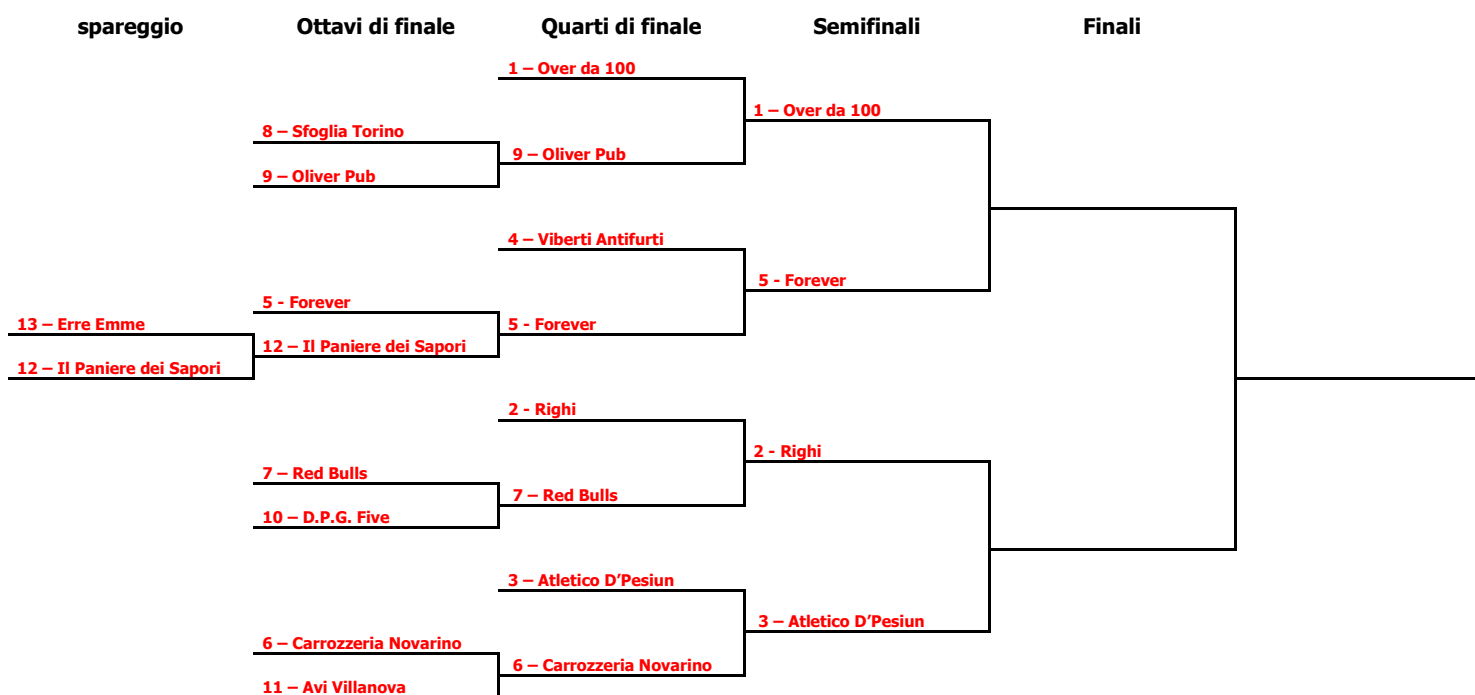 spareggio Ottavi di finale Quarti di finale Semifinali Finali
1 – Over da 100
1 – Over da 100
8 – Sfoglia Torino
9 – Oliver Pub
9 – Oliver Pub
4 – Viberti Antifurti
5 - Forever
5 - Forever
13 – Erre Emme
5 - Forever
12 – Il Paniere dei Sapori
12 – Il Paniere dei Sapori
2 - Righi
2 - Righi
7 – Red Bulls
7 – Red Bulls
10 – D.P.G. Five
3 – Atletico D’Pesiun
3 – Atletico D’Pesiun
6 – Carrozzeria Novarino
6 – Carrozzeria Novarino
11 – Avi Villanova